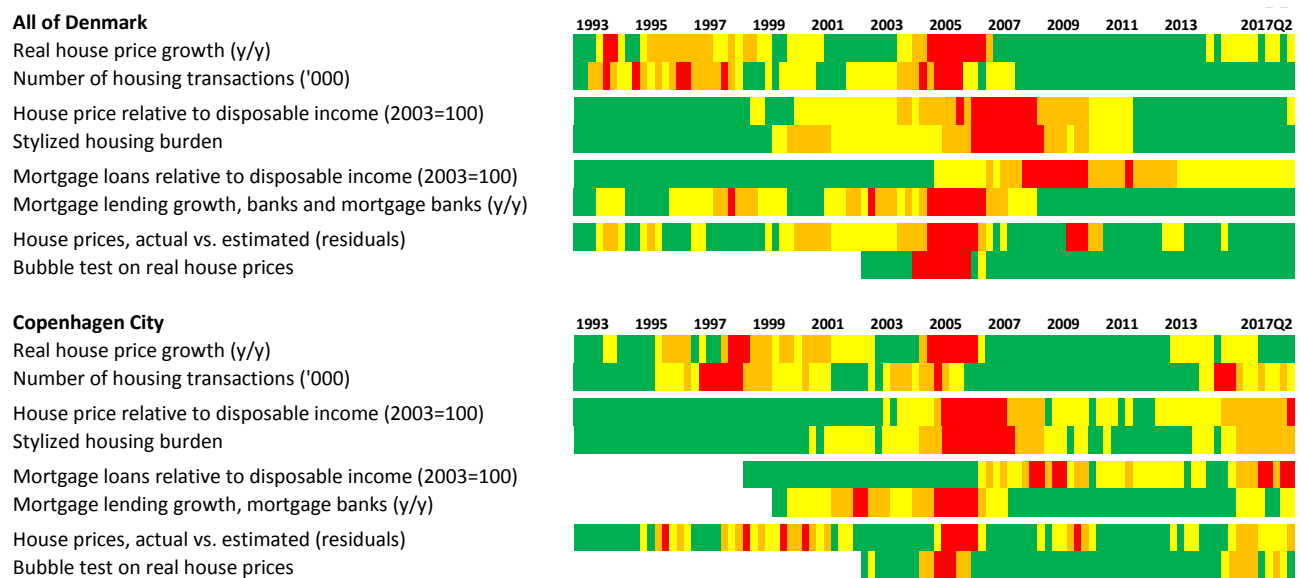 All of Denmark 1993 1995 1997 1999 2001 2003 2005 2007 2009 2011 2013 2017Q2
Real house price growth (y/y)
Number of housing transactions ('000)
House price relative to disposable income (2003=100)
Stylized housing burden
Mortgage loans relative to disposable income (2003=100)
Mortgage lending growth, banks and mortgage banks (y/y)
House prices, actual vs. estimated (residuals)
Bubble test on real house prices
Copenhagen City 1993 1995 1997 1999 2001 2003 2005 2007 2009 2011 2013 2017Q2
Real house price growth (y/y)
Number of housing transactions ('000)
House price relative to disposable income (2003=100)
Stylized housing burden
Mortgage loans relative to disposable income (2003=100)
Mortgage lending growth, mortgage banks (y/y)
House prices, actual vs. estimated (residuals)
Bubble test on real house prices